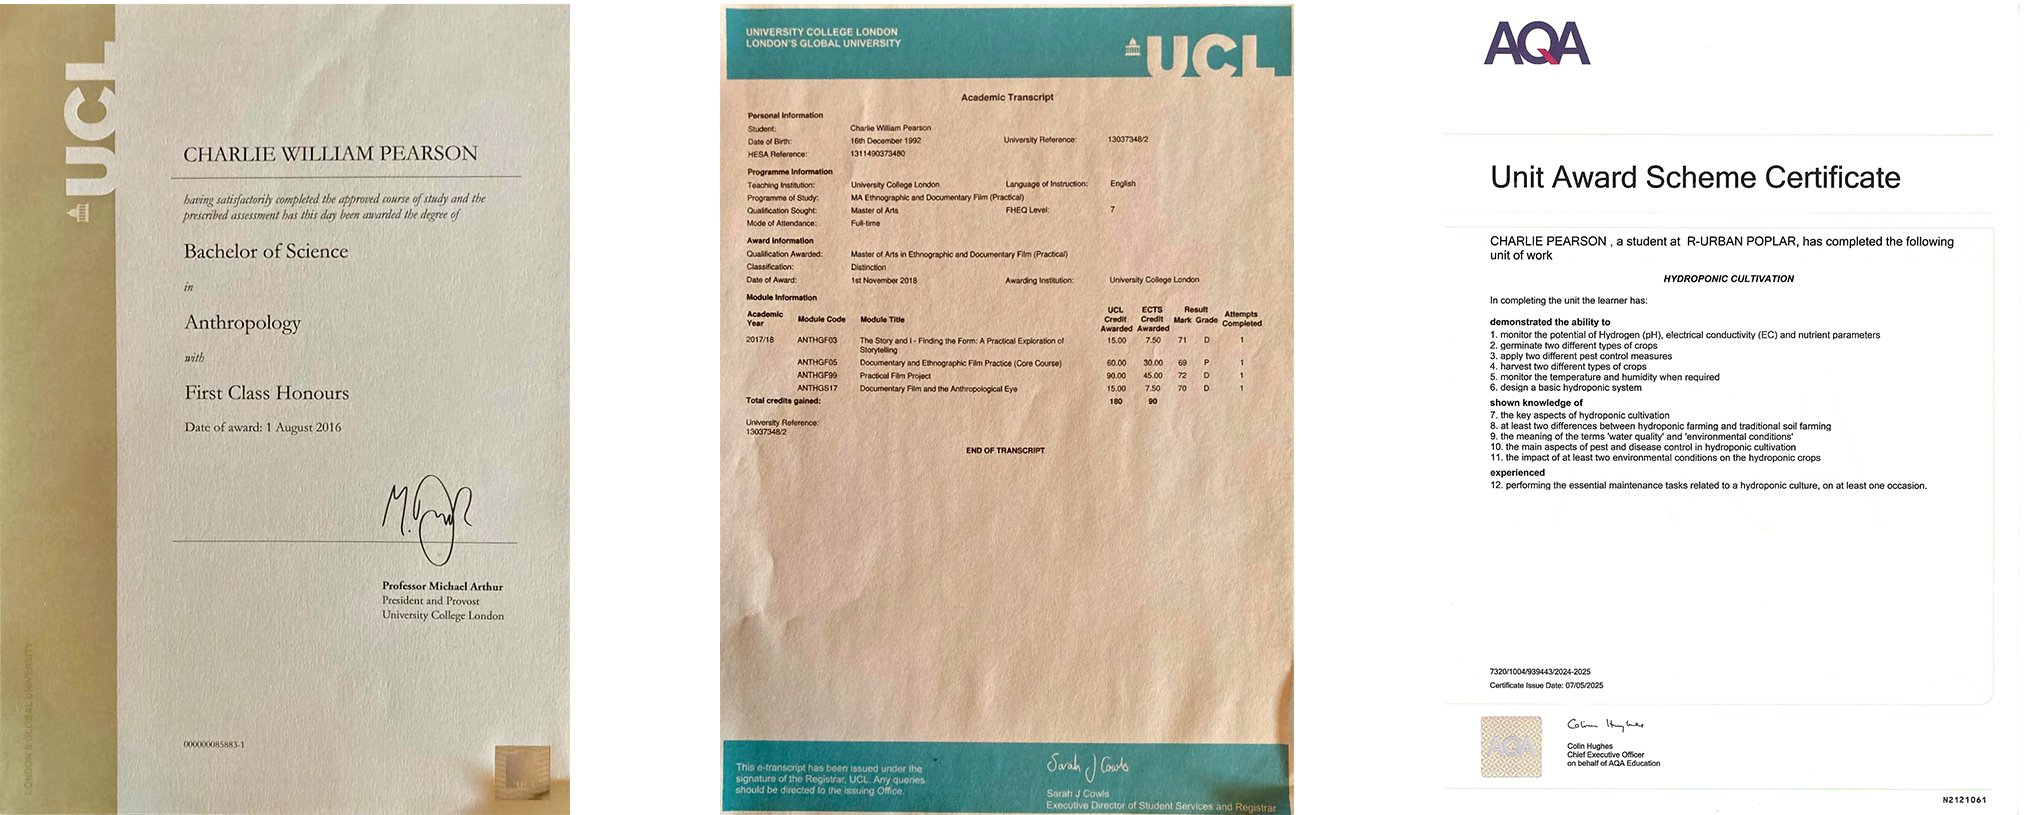 UCL
LONDON'S GLOBAL UNIVERSITY
CHARLIE WILLIAM PEARSON
having satisfactorily completed the approved course of study and the
prescribed assessment has this day been awarded the degree of
Bachelor of Science
in
Anthropology
with
First Class Honours
Date of award: 1 August 2016
Professor Michael Arthur
President and Provost
University College London
000000085883-1
UNIVERSITY COLLEGE LONDON
LONDON'S GLOBAL UNIVERSITY
UCL
Academic Transcript
Personal Information
Student: Charlie William Pearson
Date of Birth: 16th December 1992 University Reference: 13037348/2
HESA Reference: 1311490373480
Programme Information
Teaching Institution: University College London Language of Instruction: English
Programme of Study: MA Ethnographic and Documentary Film (Practical)
Qualification Sought: Master of Arts FHEQ Level: 7
Mode of Attendance: Full-time
Award Information
Qualification Awarded: Master of Arts in Ethnographic and Documentary Film (Practical)
Classification: Distinction
Date of Award: 1st November 2018 Awarding Institution: University College London
Module Information
Academic Year Module Code Module Title UCL Credit Awarded ECTS Credit Awarded Result Mark Grade Attempts Completed
2017/18 ANTHGF03 The Story and I - Finding the Form: A Practical Exploration of 15.00 7.50 71 D 1
Storytelling
ANTHGF05 Documentary and Ethnographic Film Practice (Core Course) 60.00 30.00 69 P 1
ANTHGF99 Practical Film Project 90.00 45.00 72 D 1
ANTHGS17 Documentary Film and the Anthropological Eye 15.00 7.50 70 D 1
Total credits gained: 180 90
University Reference:
13037348/2
END OF TRANSCRIPT
This e-transcript has been issued under the
signature of the Registrar, UCL. Any queries
should be directed to the issuing Office.
Sarah J Cowls
Sarah J Cowls
Executive Director of Student Services and Registrar
AQA
Unit Award Scheme Certificate
CHARLIE PEARSON , a student at R-URBAN POPLAR, has completed the following
unit of work
HYDROPONIC CULTIVATION
In completing the unit the learner has:
demonstrated the ability to
1. monitor the potential of Hydrogen (pH), electrical conductivity (EC) and nutrient parameters
2. germinate two different types of crops
3. apply two different pest control measures
4. harvest two different types of crops
5. monitor the temperature and humidity when required
6. design a basic hydroponic system
shown knowledge of
7. the key aspects of hydroponic cultivation
8. at least two differences between hydroponic farming and traditional soil farming
9. the meaning of the terms 'water quality' and 'environmental conditions'
10. the main aspects of pest and disease control in hydroponic cultivation
11. the impact of at least two environmental conditions on the hydroponic crops
experienced
12. performing the essential maintenance tasks related to a hydroponic culture, on at least one occasion.
7320/1004/939443/2024-2025
Certificate Issue Date: 07/05/2025
AQA
Colin Hughes
Colin Hughes
Chief Executive Officer
on behalf of AQA Education
N2121061